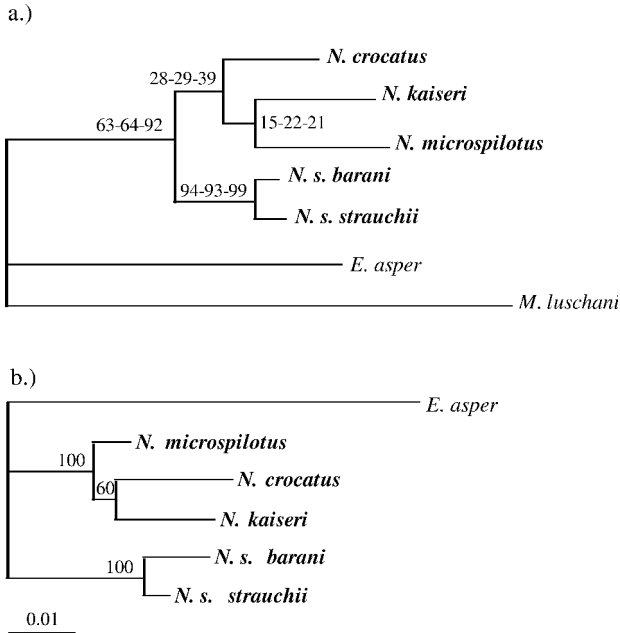 a.)
N. crocatus
28-29-39
N. kaiseri
63-64-92
15-22-21
N. microspilotus
N. s. barani
94-93-99
N. s. strauchii
E. asper
M. luschani
b.)
E. asper
N. microspilotus
100
N. crocatus
60
N. kaiseri
N. s. barani
100
N. s. strauchii
0.01